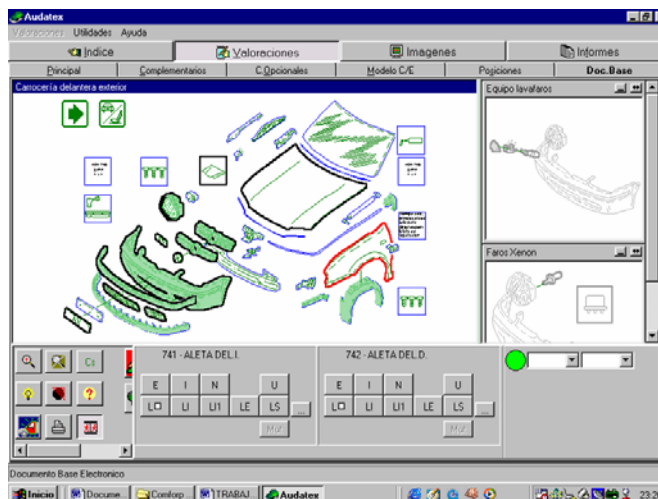 Audatex
Valoraciones Utilidades Ayuda
Indice Valoraciones Imagenes Informes
Principal Complementarios C.Opcionales Modelo C/E Posiciones Doc.Base
Carrocería delantera exterior
Equipo lavafaros
Faros Xenon
741 - ALETA DEL.I.
742 - ALETA DEL.D.
E I N U
E I N U
LI LI1 LE LS ...
LI LI1 LE LS ...
Documento Base Electronico
Inicio Docume... Comforp... TRABAJ... Audatex